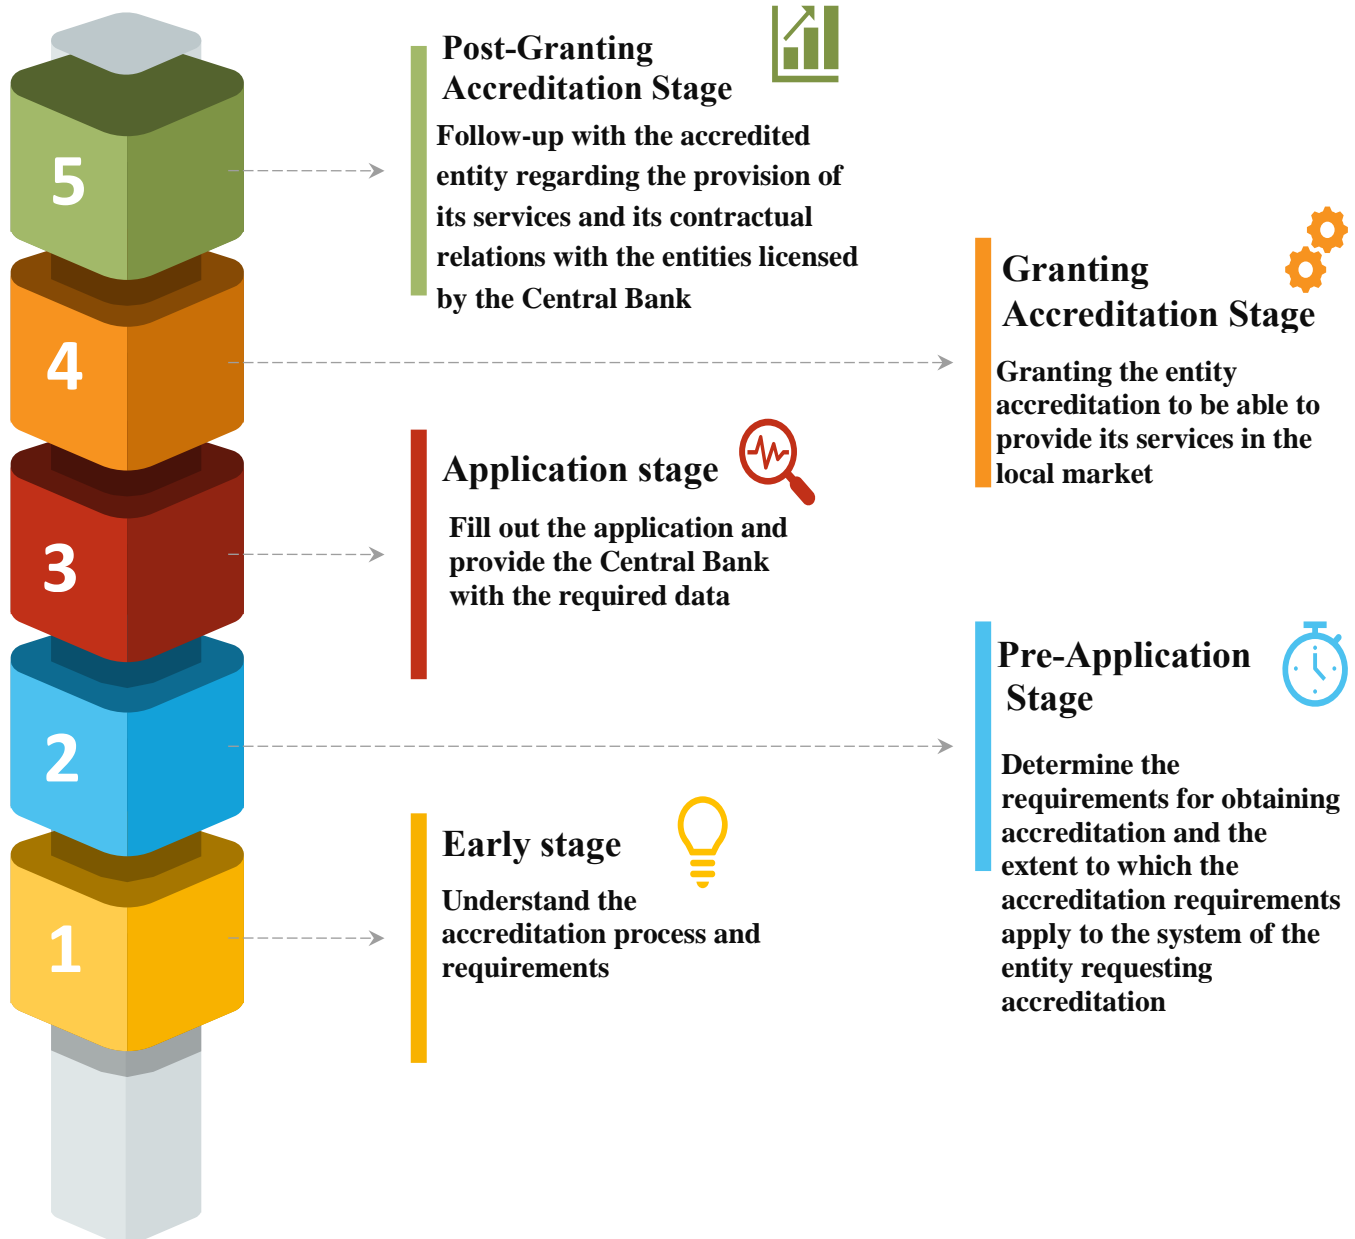 5
Post-Granting
Accreditation Stage
Follow-up with the accredited
entity regarding the provision of
its services and its contractual
relations with the entities licensed
by the Central Bank
4
Granting
Accreditation Stage
Granting the entity
accreditation to be able to
provide its services in the
local market
3
Application stage
Fill out the application and
provide the Central Bank
with the required data
2
Pre-Application
Stage
Determine the
requirements for obtaining
accreditation and the
extent to which the
accreditation requirements
apply to the system of the
entity requesting
accreditation
1
Early stage
Understand the
accreditation process and
requirements